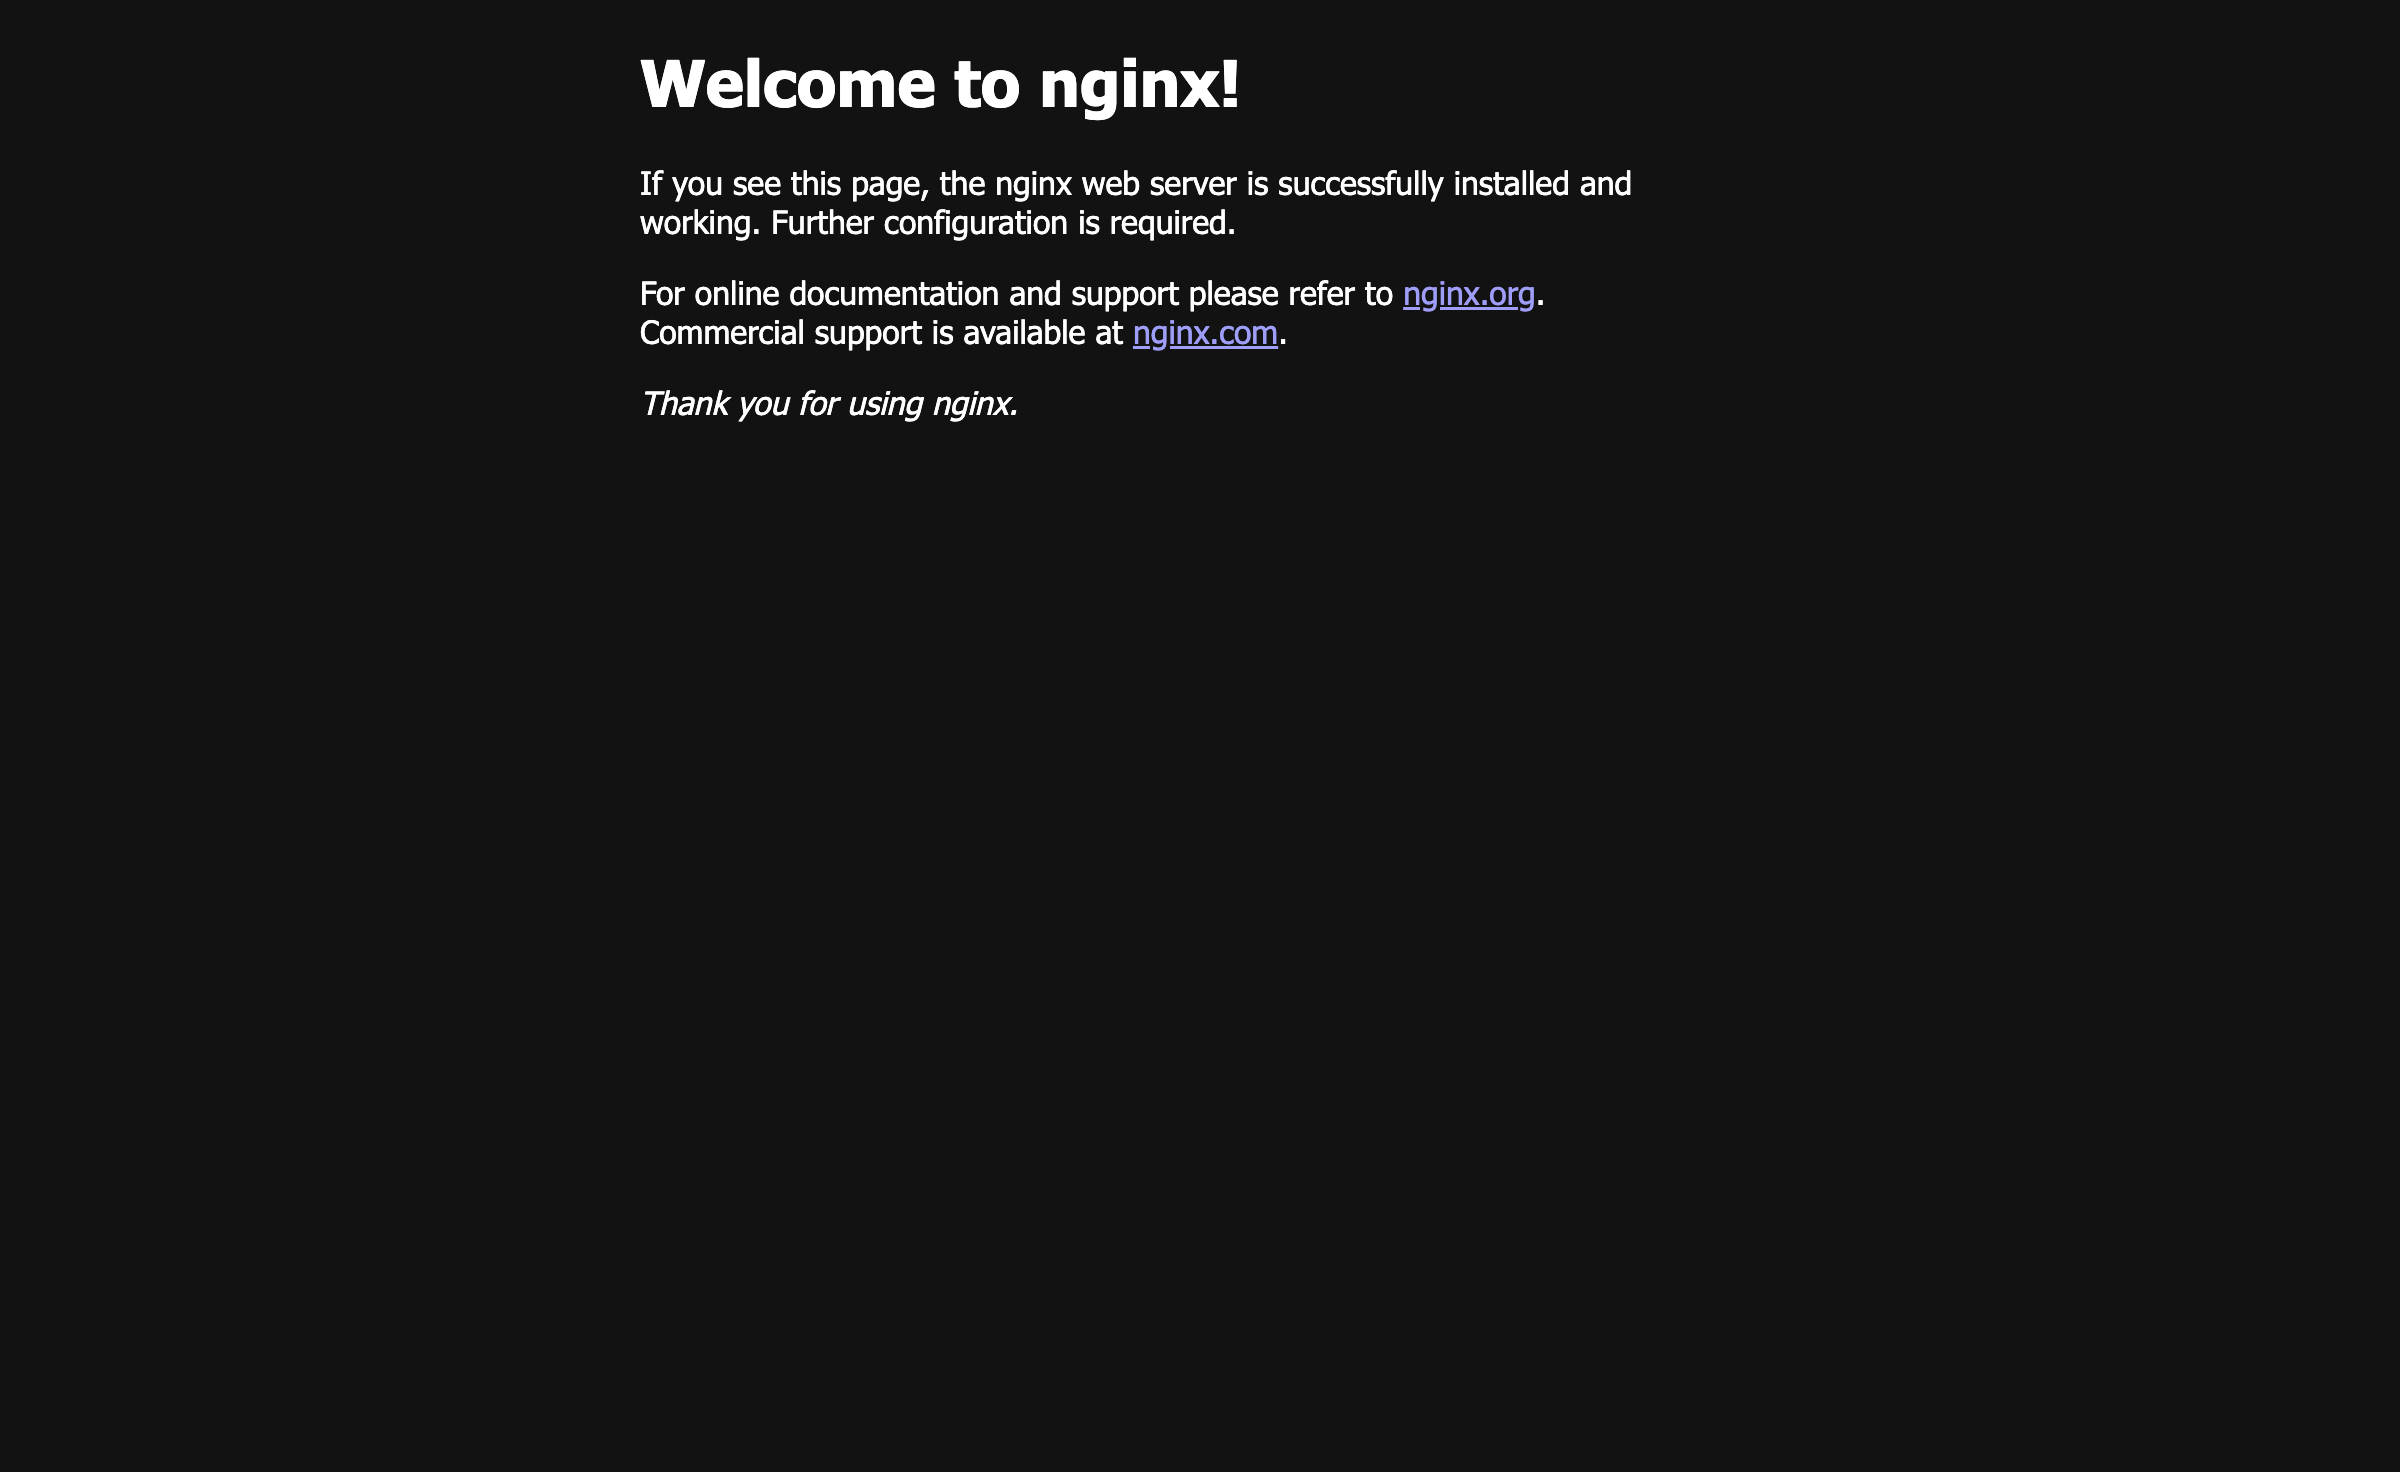 Welcome to nginx!
If you see this page, the nginx web server is successfully installed and
working. Further configuration is required.
For online documentation and support please refer to nginx.org.
Commercial support is available at nginx.com.
Thank you for using nginx.